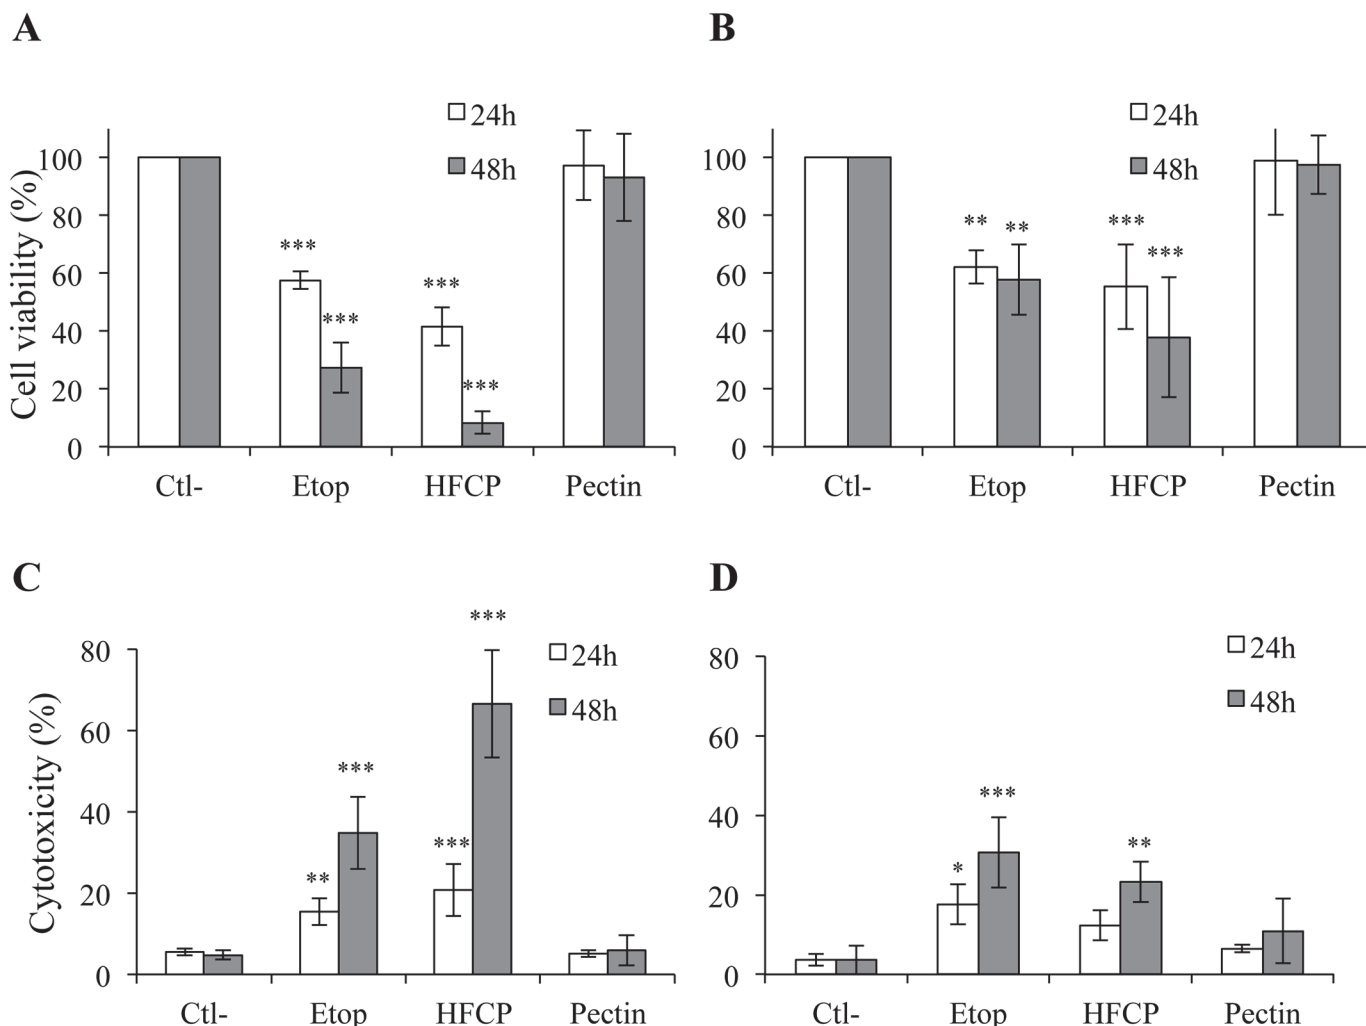 A
B
Cell viability (%)
100
80
60
40
20
0
24h
48h
***
***
***
***
Ctl-
Etop
HFCP
Pectin
100
80
60
40
20
0
24h
48h
**
**
***
***
Ctl-
Etop
HFCP
Pectin
C
D
Cytotoxicity (%)
80
60
40
20
0
24h
48h
**
***
***
***
Ctl-
Etop
HFCP
Pectin
80
60
40
20
0
24h
48h
*
***
**
Ctl-
Etop
HFCP
Pectin